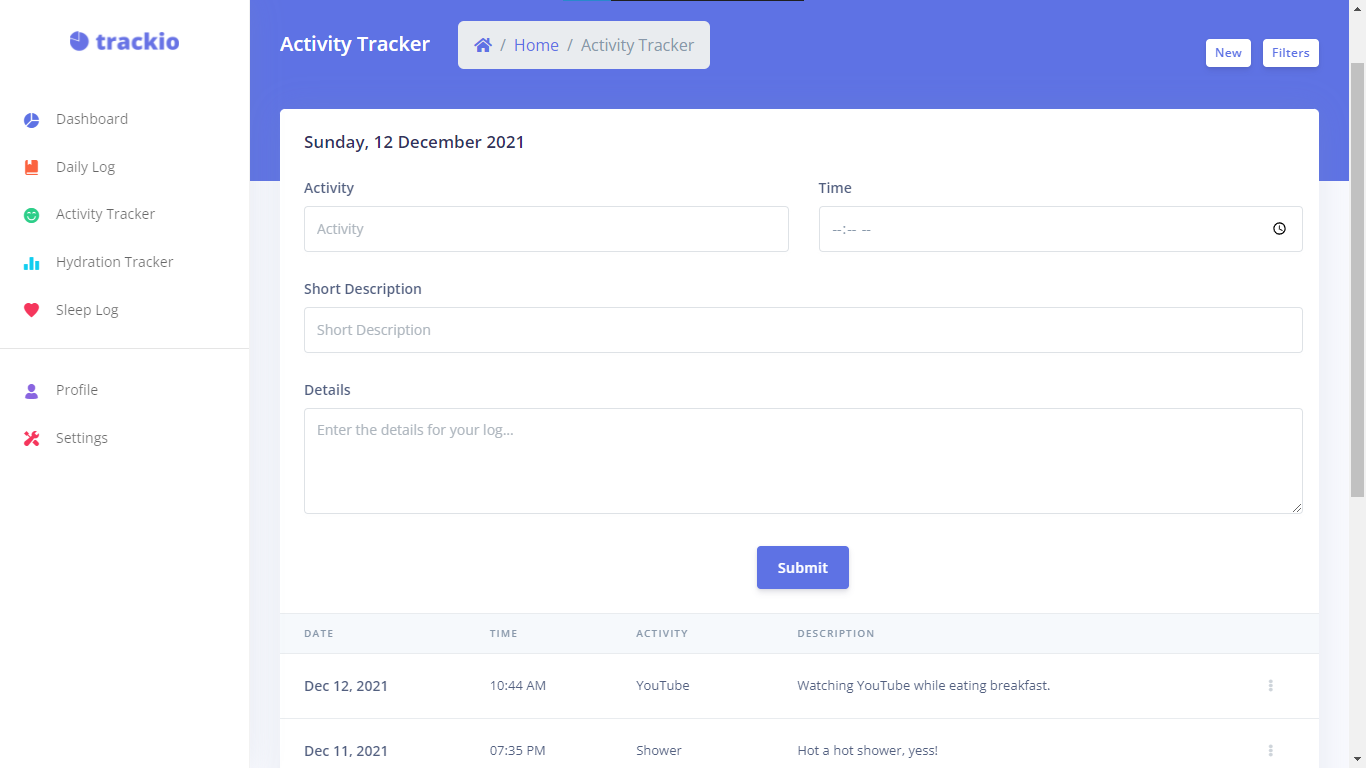 trackio
Dashboard
Daily Log
Activity Tracker
Hydration Tracker
Sleep Log
Profile
Settings
Activity Tracker
/ Home / Activity Tracker
New
Filters
Sunday, 12 December 2021
Activity
Time
Activity
--:-- --
Short Description
Short Description
Details
Enter the details for your log...
Submit
DATE TIME ACTIVITY DESCRIPTION
Dec 12, 2021 10:44 AM YouTube Watching YouTube while eating breakfast.
Dec 11, 2021 07:35 PM Shower Hot a hot shower, yess!